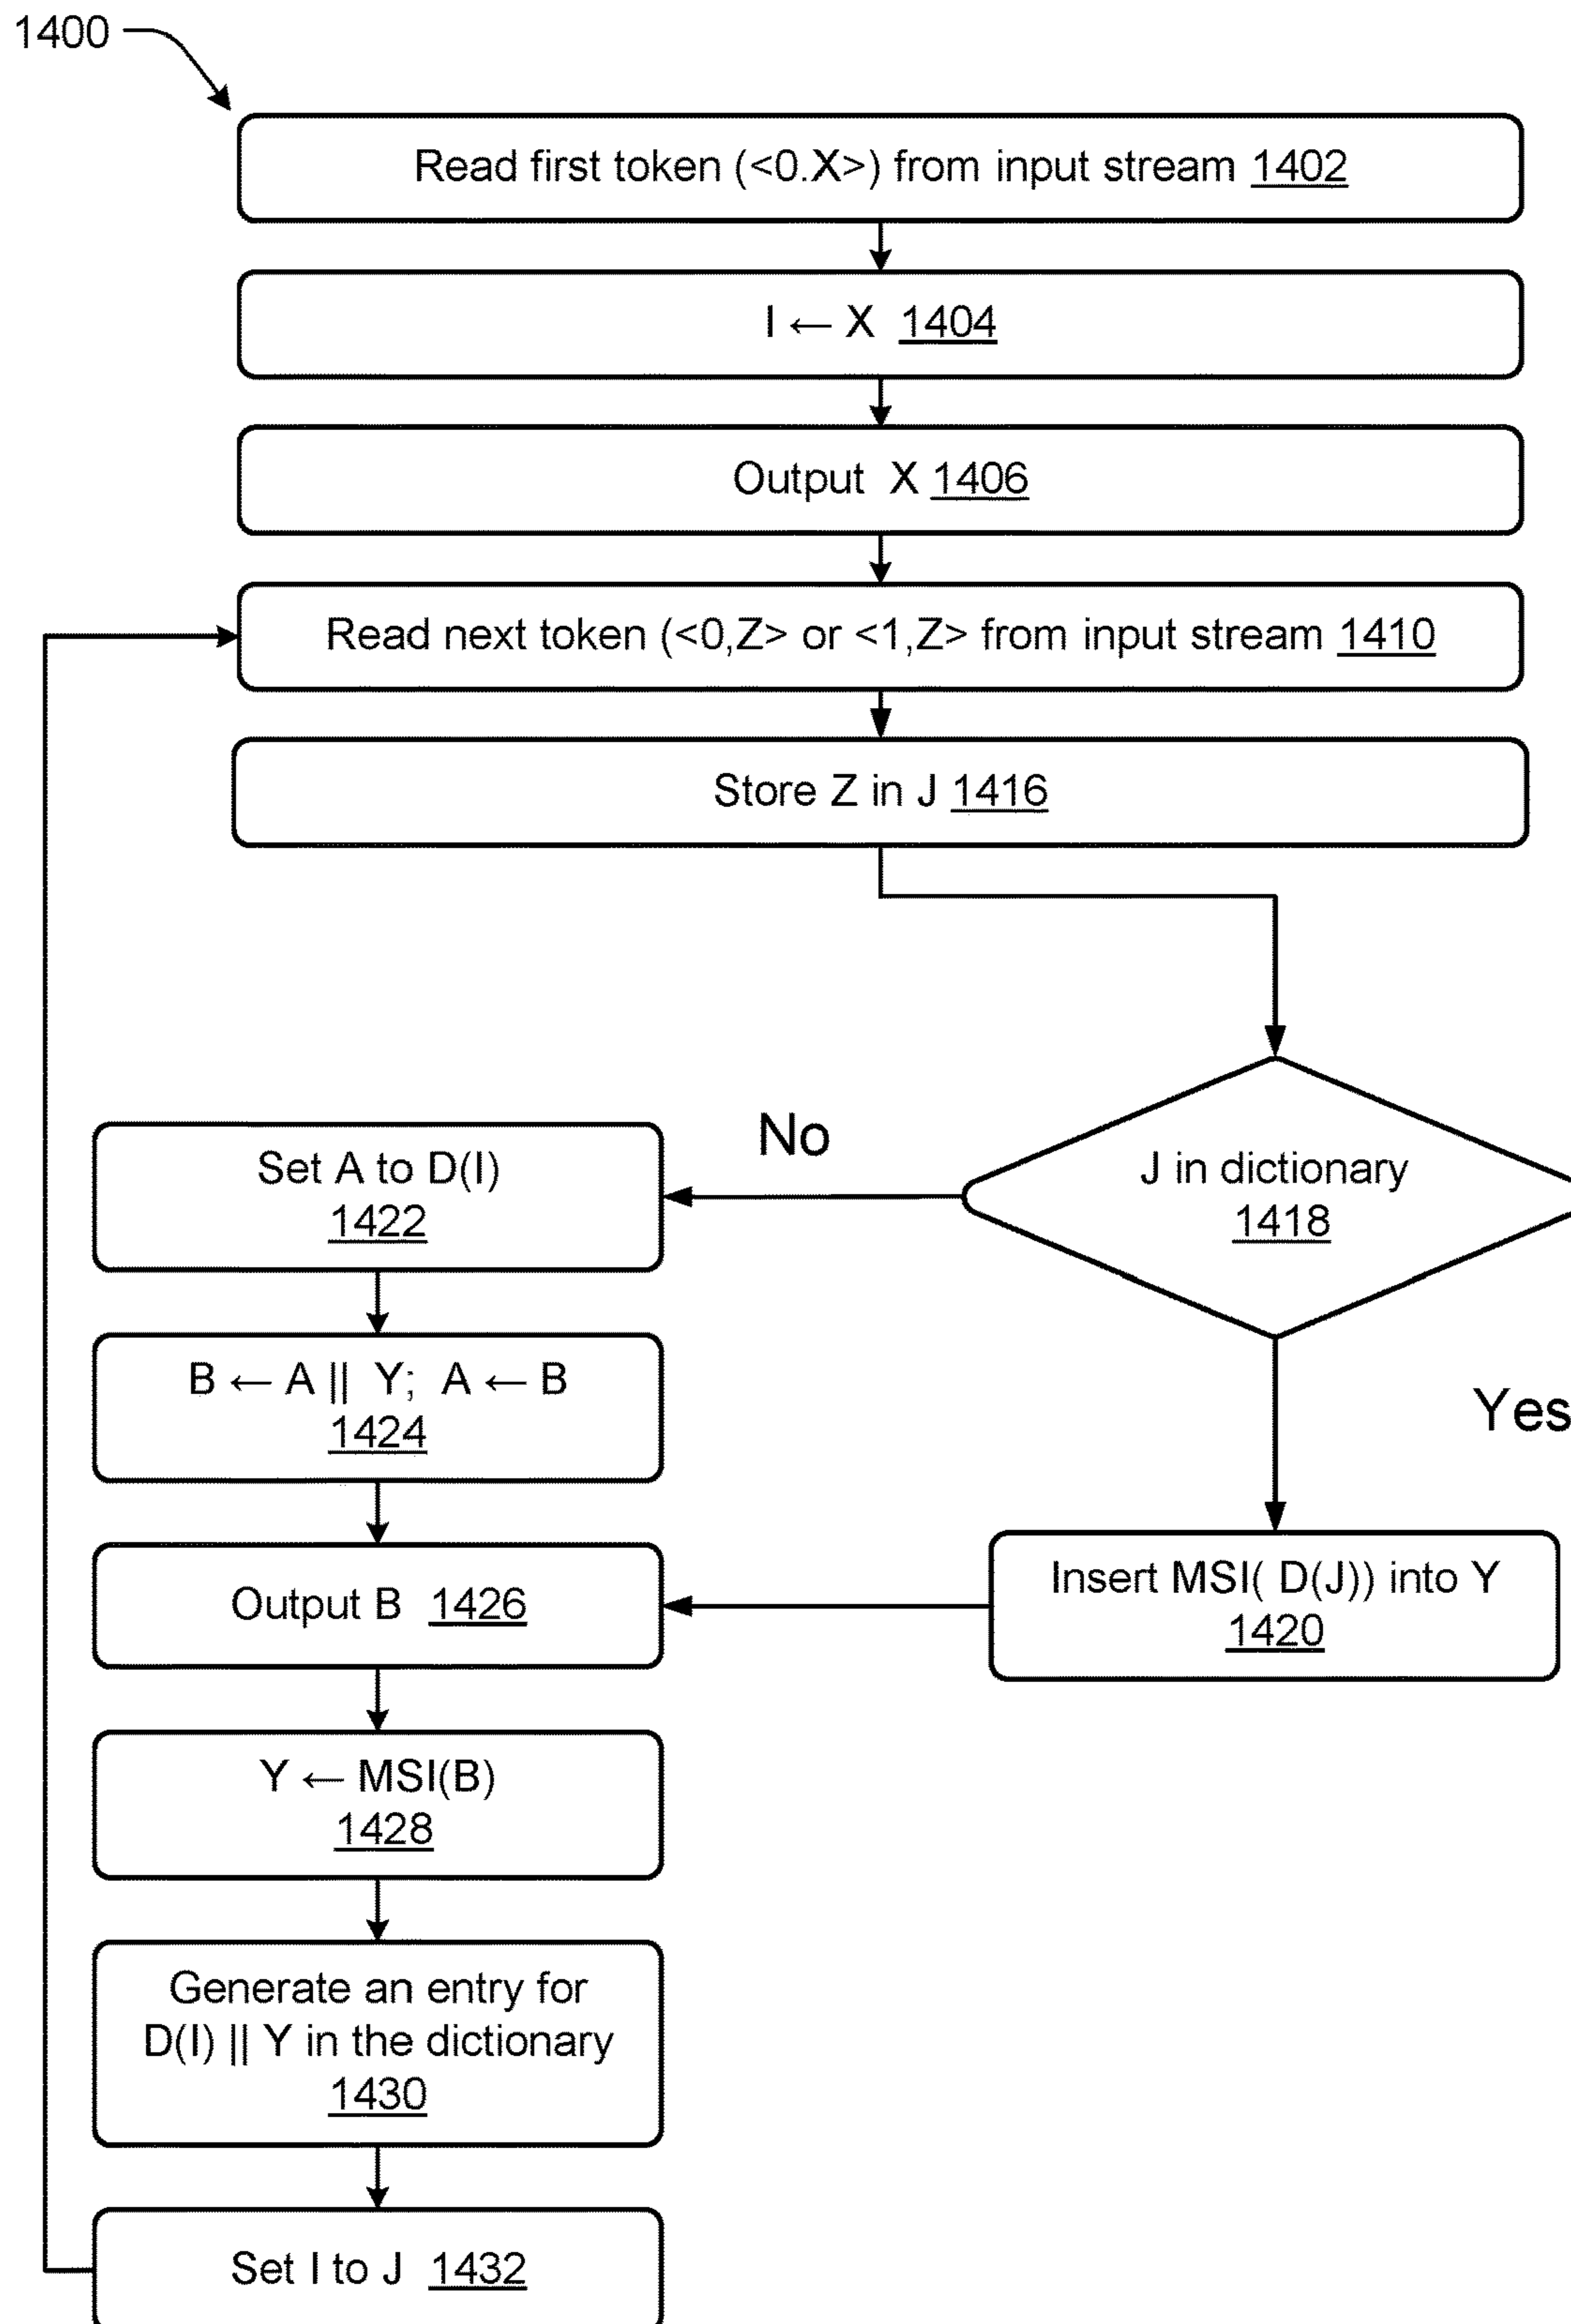 1400
Read first token (<0.X>) from input stream 1402
I ← X 1404
Output X 1406
Read next token (<0,Z> or <1,Z> from input stream 1410
Store Z in J 1416
No
J in dictionary
1418
Set A to D(I)
1422
B ← A || Y; A ← B
1424
Yes
Output B 1426
Insert MSI( D(J)) into Y
1420
Y ← MSI(B)
1428
Generate an entry for
D(I) || Y in the dictionary
1430
Set I to J 1432